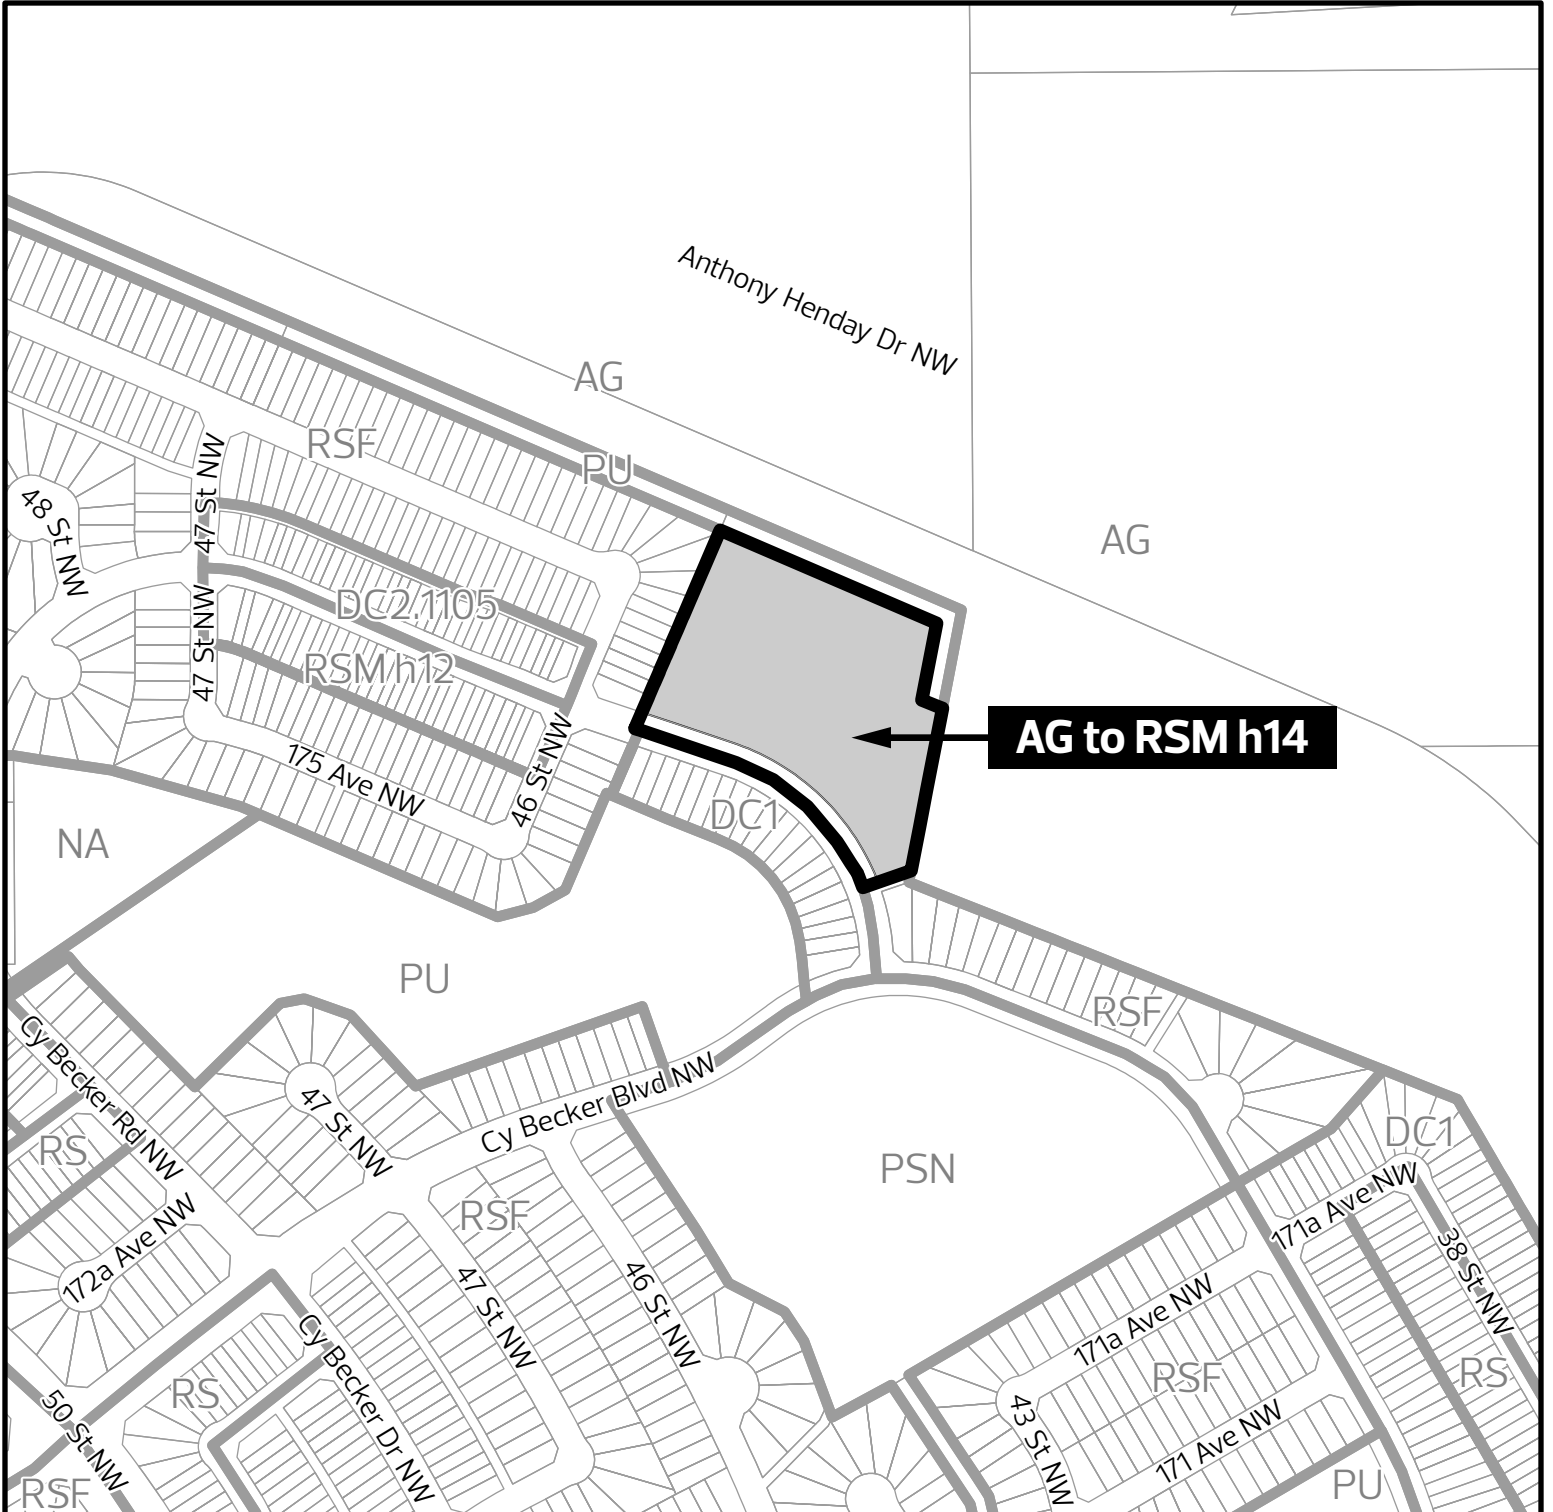 Anthony Henday Dr NW
AG
RSF
PU
47 St NW
48 St NW
AG
DC2.1105
47 St NW
RSM h12
AG to RSM h14
46 St NW
175 Ave NW
DC1
NA
PU
RSF
Cy Becker Rd NW
47 St NW
Cy Becker Blvd NW
RS
DC1
PSN
171a Ave NW
172a Ave NW
RSF
38 St NW
47 St NW
46 St NW
171a Ave NW
Cy Becker Dr NW
RS
RSF
RS
50 St NW
43 St NW
171 Ave NW
RSF
PU